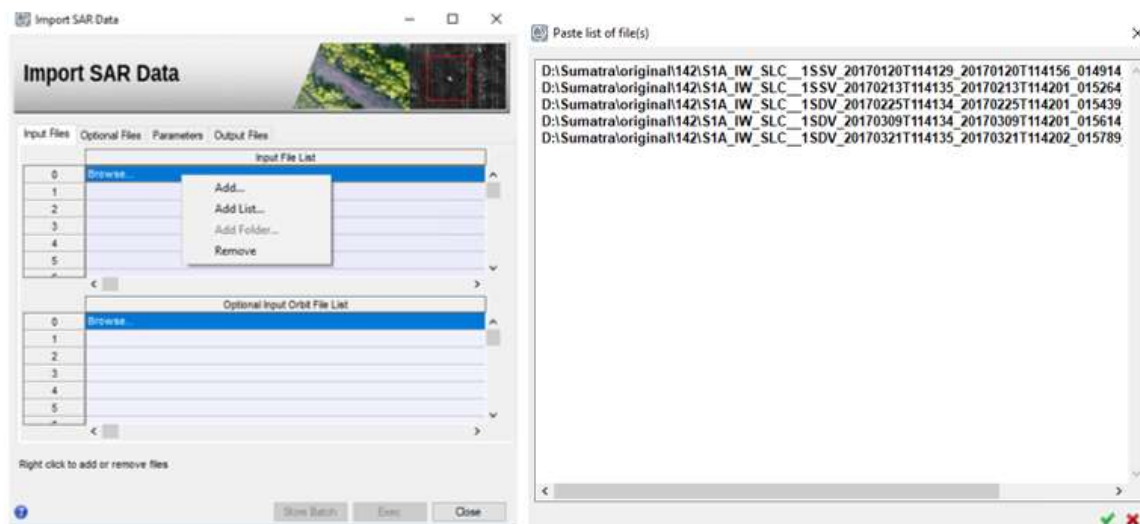 Import SAR Data
Import SAR Data
Input Files Optional Files Parameters Output Files
Input File List
0 Browse...
1
2
3
4
5
Add...
Add List...
Add Folder...
Remove
Optional Input Orbit File List
0 Browse...
1
2
3
4
5
Right click to add or remove files
Store Batch Exec Close
Paste list of file(s)
D:\Sumatra\original\142\S1A_IW_SLC__1SSV_20170120T114129_20170120T114156_014914
D:\Sumatra\original\142\S1A_IW_SLC__1SSV_20170213T114135_20170213T114201_015264
D:\Sumatra\original\142\S1A_IW_SLC__1SDV_20170225T114134_20170225T114201_015439
D:\Sumatra\original\142\S1A_IW_SLC__1SDV_20170309T114134_20170309T114201_015614
D:\Sumatra\original\142\S1A_IW_SLC__1SDV_20170321T114135_20170321T114202_015789